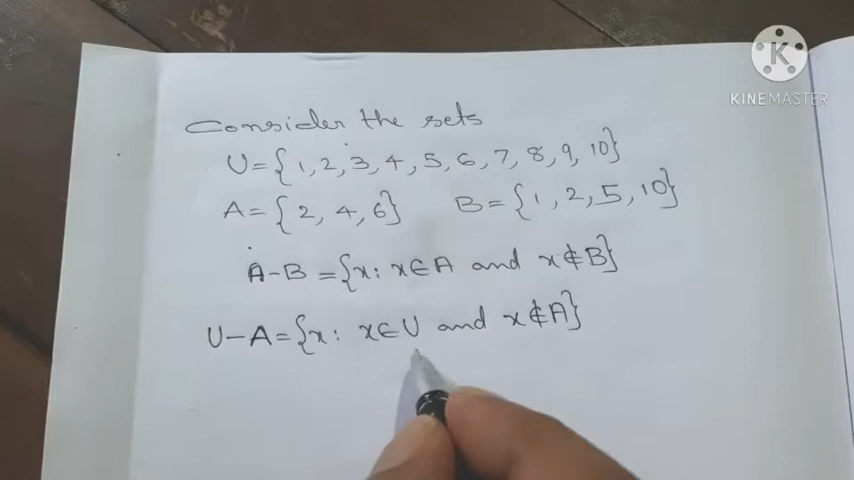 K
KINEMASTER
Consider the sets
U={1,2,3,4,5,6,7,8,9,10}
A={2,4,6} B={1,2,5,10}
A-B={x: x∈A and x∉B}
U-A={x: x∈U and x∉A}